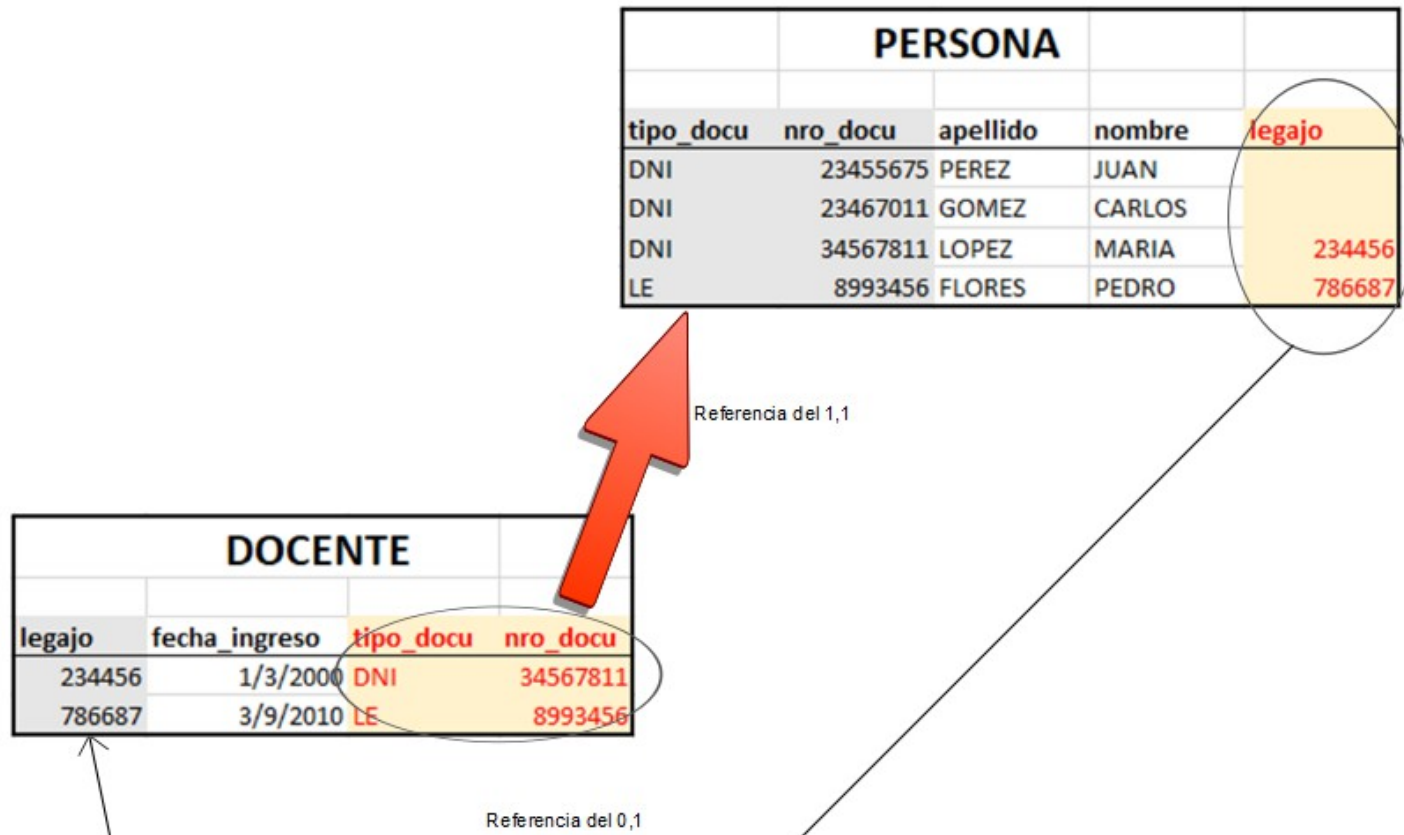 PERSONA
tipo_docu nro_docu apellido nombre legajo
DNI 23455675 PEREZ JUAN
DNI 23467011 GOMEZ CARLOS
DNI 34567811 LOPEZ MARIA 234456
LE 8993456 FLORES PEDRO 786687
Referencia del 1,1
DOCENTE
legajo fecha_ingreso tipo_docu nro_docu
234456 1/3/2000 DNI 34567811
786687 3/9/2010 LE 8993456
Referencia del 0,1